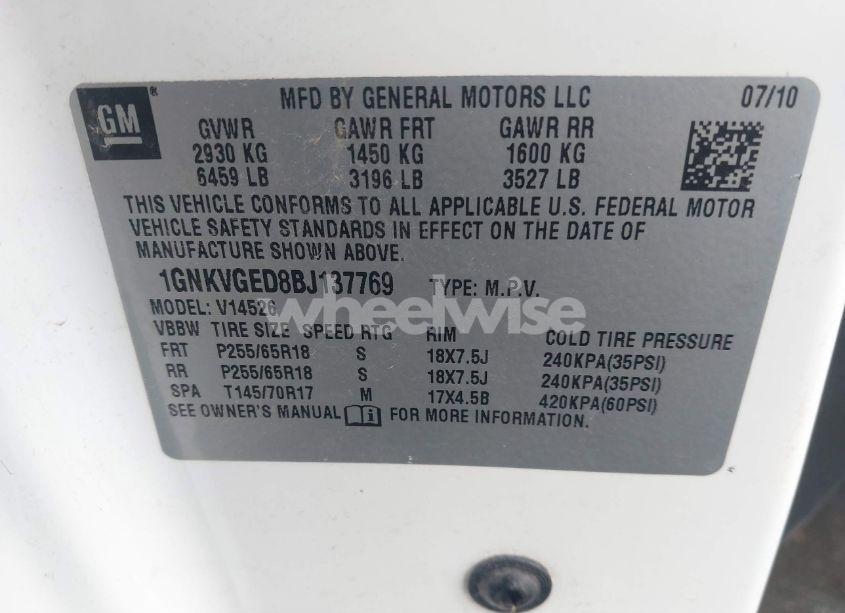 GM ® MFD BY GENERAL MOTORS LLC 07/10
GVWR GAWR FRT GAWR RR
2930 KG 1450 KG 1600 KG
6459 LB 3196 LB 3527 LB
THIS VEHICLE CONFORMS TO ALL APPLICABLE U.S. FEDERAL MOTOR
VEHICLE SAFETY STANDARDS IN EFFECT ON THE DATE OF
MANUFACTURE SHOWN ABOVE.
1GNKVGED8BJ137769 TYPE: M.P.V.
MODEL: V14526
wheelwise
VBBW TIRE SIZE SPEED RTG RIM COLD TIRE PRESSURE
FRT P255/65R18 S 18X7.5J 240KPA(35PSI)
RR P255/65R18 S 18X7.5J 240KPA(35PSI)
SPA T145/70R17 M 17X4.5B 420KPA(60PSI)
SEE OWNER'S MANUAL i FOR MORE INFORMATION.